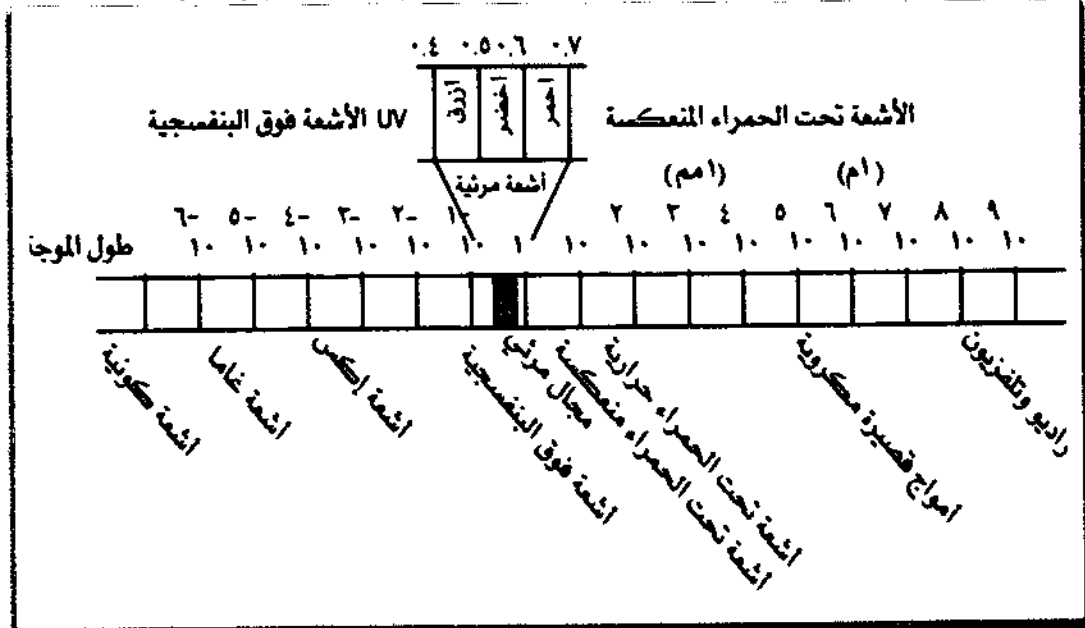 ٠.٤ ٠.٥ ٠.٦ ٠.٧
ازرق اخضر احمر
UV الأشعة فوق البنفسجية
الأشعة تحت الحمراء المنعكسة
أشعة مرئية
(١مم) (١م)
-٦ -٥ -٤ -٣ -٢ -١ ٢ ٣ ٤ ٥ ٦ ٧ ٨ ٩
طول الموجة ١٠ ١٠ ١٠ ١٠ ١٠ ١٠ ١ ١٠ ١٠ ١٠ ١٠ ١٠ ١٠ ١٠ ١٠ ١٠
أشعة كونية
أشعة غاما
أشعة إكس
أشعة فوق البنفسجية
مجال مرئي
أشعة تحت الحمراء منعكسة
أشعة تحت الحمراء حرارية
أمواج قصيرة مكروية
راديو وتلفزيون